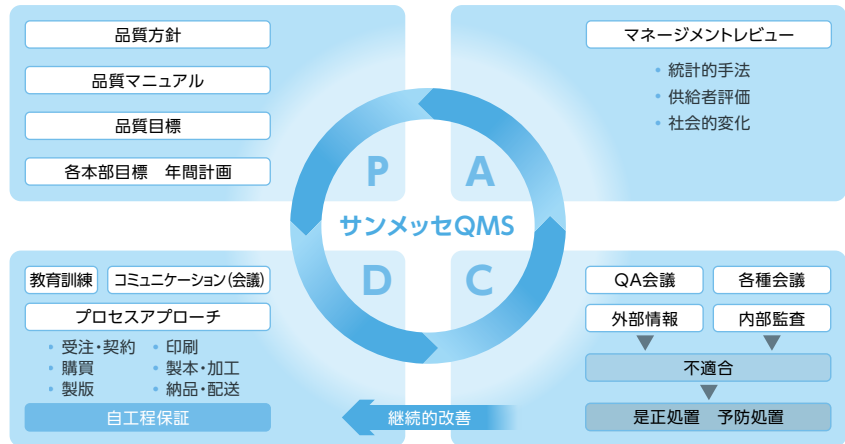 品質方針
品質マニュアル
品質目標
各本部目標　年間計画
マネージメントレビュー
• 統計的手法
• 供給者評価
• 社会的変化
P
A
サンメッセQMS
D
C
教育訓練
コミュニケーション(会議)
プロセスアプローチ
• 受注・契約
• 購買
• 製版
• 印刷
• 製本・加工
• 納品・配送
自工程保証
継続的改善
QA会議
各種会議
外部情報
内部監査
不適合
是正処置　予防処置